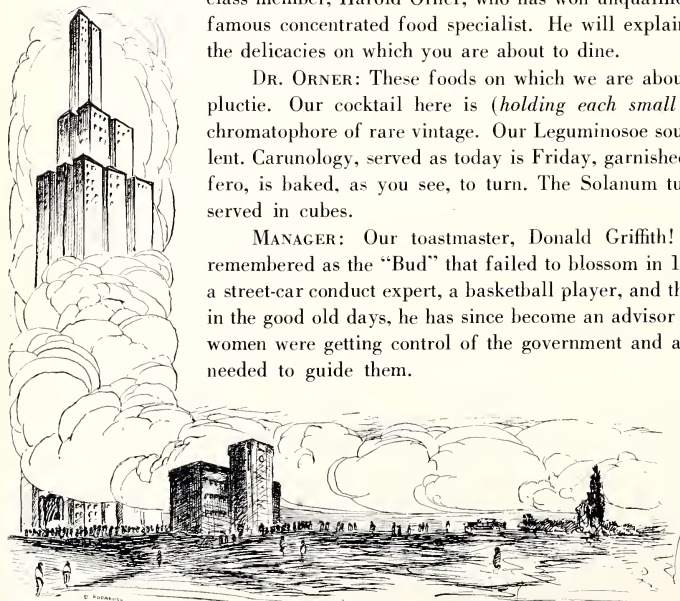 class member, Harold Orner, who has won
famous concentrated food specialist. He will explain
the delicacies on which you are about to dine.
DR. ORNER: These foods on which we are abou
pluctie. Our cocktail here is (holding each small
chromatophore of rare vintage. Our Leguminosoe sou
lent. Carunology, served as today is Friday, garnished
fero, is baked, as you see, to turn. The Solanum tu
served in cubes.
MANAGER: Our toastmaster, Donald Griffith!
remembered as the "Bud" that failed to blossom in 1
a street-car conduct expert, a basketball player, and th
in the good old days, he has since become an advisor
women were getting control of the government and a
needed to guide them.